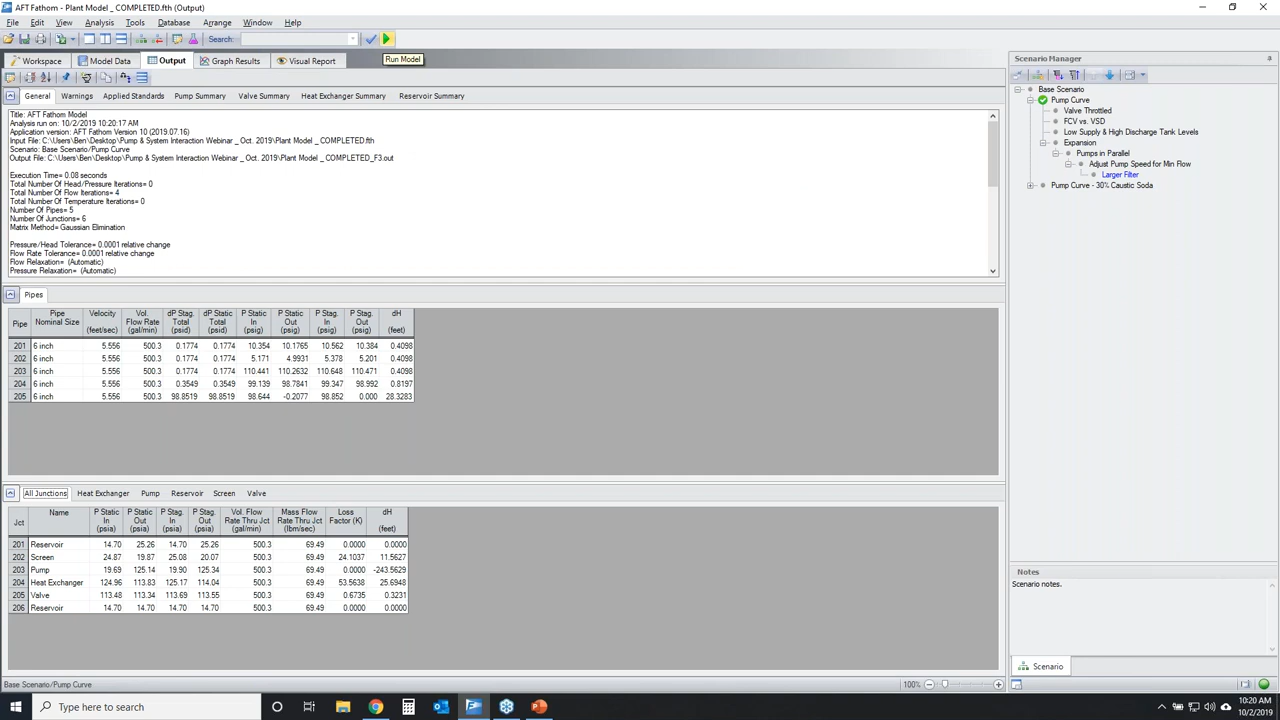 AFT Fathom - Plant Model _ COMPLETED.fth (Output)
File Edit View Analysis Tools Database Arrange Window Help
Search:
Workspace Model Data Output Graph Results Visual Report
Run Model
General Warnings Applied Standards Pump Summary Valve Summary Heat Exchanger Summary Reservoir Summary
Title: AFT Fathom Model
Analysis run on: 10/2/2019 10:20:17 AM
Application version: AFT Fathom Version 10 (2019.07.16)
Input File: C:\Users\Ben\Desktop\Pump & System Interaction Webinar _ Oct. 2019\Plant Model _ COMPLETED.fth
Scenario: Base Scenario/Pump Curve
Output File: C:\Users\Ben\Desktop\Pump & System Interaction Webinar _ Oct. 2019\Plant Model _ COMPLETED_F3.out
Execution Time= 0.08 seconds
Total Number Of Head/Pressure Iterations= 0
Total Number Of Flow Iterations= 4
Total Number Of Temperature Iterations= 0
Number Of Pipes= 5
Number Of Junctions= 6
Matrix Method= Gaussian Elimination
Pressure/Head Tolerance= 0.0001 relative change
Flow Rate Tolerance= 0.0001 relative change
Flow Relaxation= (Automatic)
Pressure Relaxation= (Automatic)
Pipes
Pipe Pipe Nominal Size Velocity (feet/sec) Vol. Flow Rate (gal/min) dP Stag. Total (psid) dP Static Total (psid) P Static In (psig) P Static Out (psig) P Stag. In (psig) P Stag. Out (psig) dH (feet)
201 6 inch 5.556 500.3 0.1774 0.1774 10.354 10.1765 10.562 10.384 0.4098
202 6 inch 5.556 500.3 0.1774 0.1774 5.171 4.9931 5.378 5.201 0.4098
203 6 inch 5.556 500.3 0.1774 0.1774 110.441 110.2632 110.648 110.471 0.4098
204 6 inch 5.556 500.3 0.3549 0.3549 99.139 98.7841 99.347 98.992 0.8197
205 6 inch 5.556 500.3 98.8519 98.8519 98.644 -0.2077 98.852 0.000 28.3283
All Junctions Heat Exchanger Pump Reservoir Screen Valve
Jct Name P Static In (psia) P Static Out (psia) P Stag. In (psia) P Stag. Out (psia) Vol. Flow Rate Thru Jct (gal/min) Mass Flow Rate Thru Jct (lbm/sec) Loss Factor (K) dH (feet)
201 Reservoir 14.70 25.26 14.70 25.26 500.3 69.49 0.0000 0.0000
202 Screen 24.87 19.87 25.08 20.07 500.3 69.49 24.1037 11.5627
203 Pump 19.69 125.14 19.90 125.34 500.3 69.49 0.0000 -243.5629
204 Heat Exchanger 124.96 113.83 125.17 114.04 500.3 69.49 53.5638 25.6948
205 Valve 113.48 113.34 113.69 113.55 500.3 69.49 0.6735 0.3231
206 Reservoir 14.70 14.70 14.70 14.70 500.3 69.49 0.0000 0.0000
Base Scenario/Pump Curve
100%
Scenario Manager
Base Scenario
Pump Curve
Valve Throttled
FCV vs. VSD
Low Supply & High Discharge Tank Levels
Expansion
Pumps in Parallel
Adjust Pump Speed for Min Flow
Larger Filter
Pump Curve - 30% Caustic Soda
Notes
Scenario notes.
Scenario
Type here to search
10:20 AM
10/2/2019